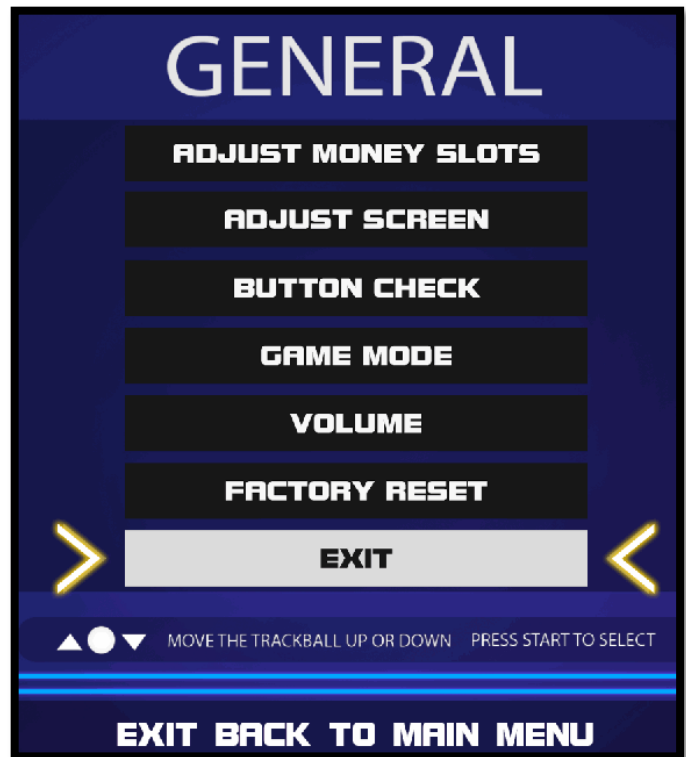 GENERAL
ADJUST MONEY SLOTS
ADJUST SCREEN
BUTTON CHECK
GAME MODE
VOLUME
FACTORY RESET
EXIT
MOVE THE TRACKBALL UP OR DOWN PRESS START TO SELECT
EXIT BACK TO MAIN MENU